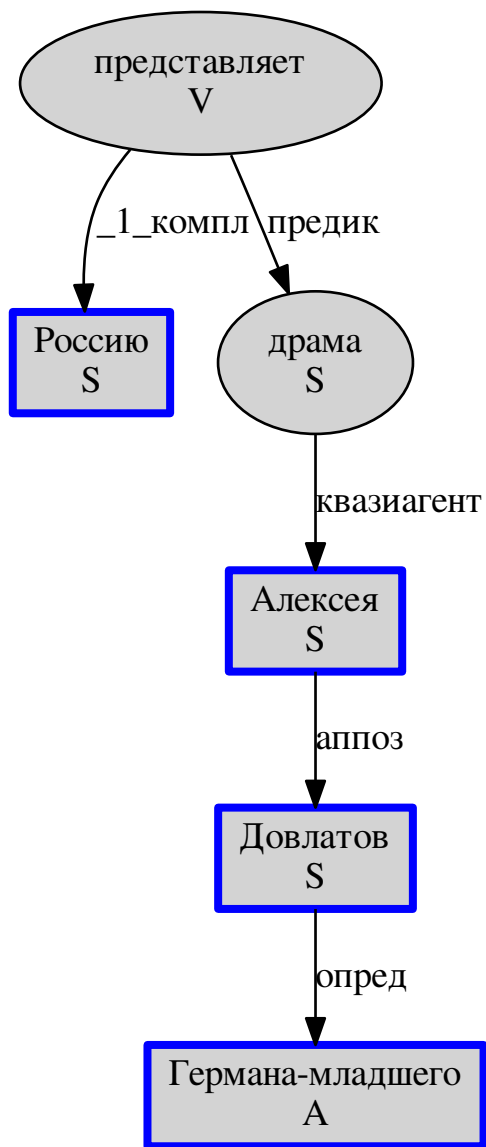 представляет
V
_1_компл предик
Россию
S
драма
S
квазиагент
Алексея
S
аппоз
Довлатов
S
опред
Германа-младшего
A